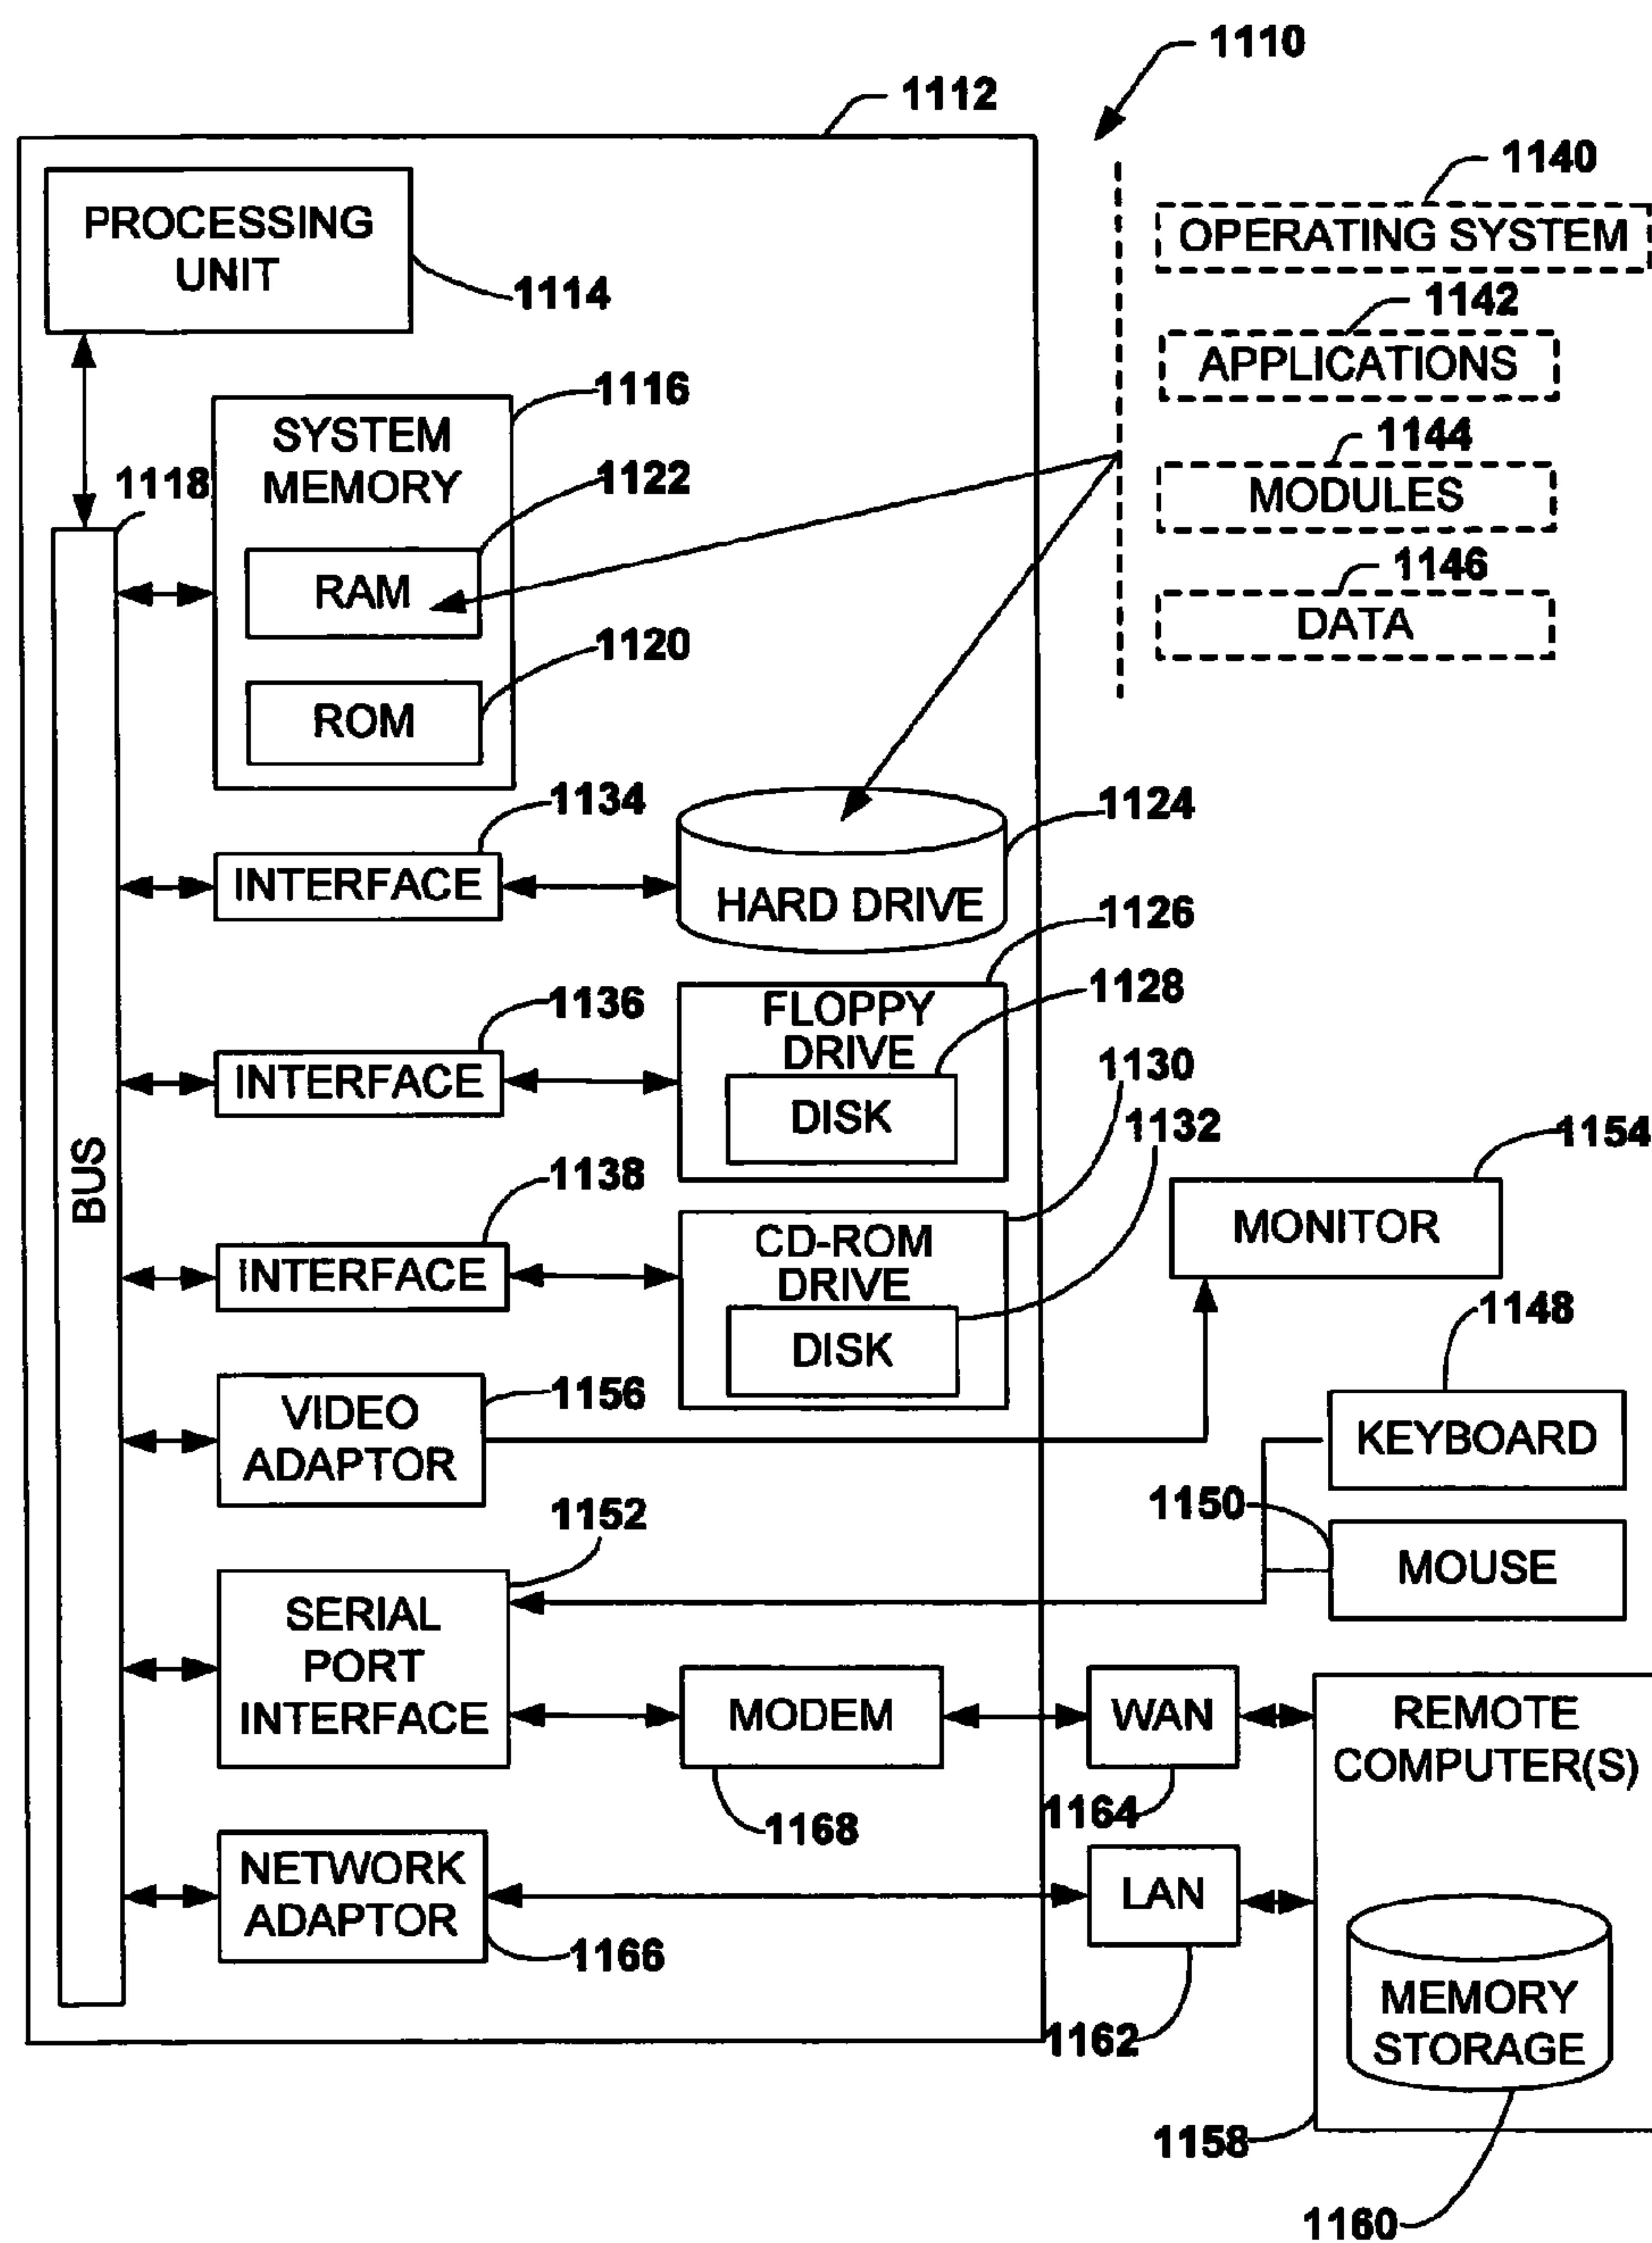 1110
1112
1140
PROCESSING
UNIT
OPERATING SYSTEM
1114
1142
APPLICATIONS
1116
SYSTEM
MEMORY
1144
1118
1122
MODULES
1146
RAM
DATA
1120
ROM
1134
1124
INTERFACE
HARD DRIVE
1126
1128
1136
FLOPPY
DRIVE
1130
INTERFACE
DISK
1132
1154
BUS
1138
MONITOR
CD-ROM
DRIVE
INTERFACE
1148
DISK
1156
VIDEO
ADAPTOR
KEYBOARD
1150
1152
MOUSE
SERIAL
PORT
INTERFACE
MODEM
WAN
REMOTE
COMPUTER(S)
1164
1168
NETWORK
ADAPTOR
LAN
1166
MEMORY
STORAGE
1162
1158
1160